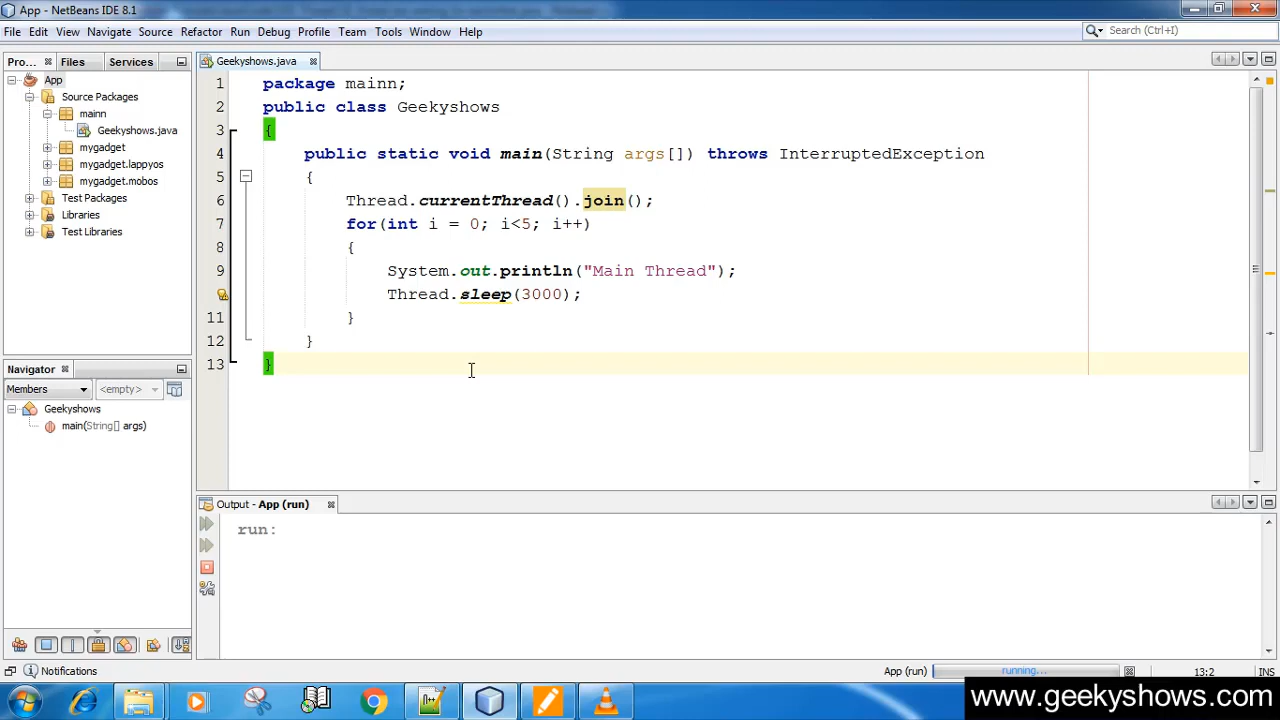 App - NetBeans IDE 8.1
File Edit View Navigate Source Refactor Run Debug Profile Team Tools Window Help
Search (Ctrl+I)
Pro... Files Services
Geekyshows.java
App
Source Packages
mainn
Geekyshows.java
mygadget
mygadget.lappyos
mygadget.mobos
Test Packages
Libraries
Test Libraries
1 package mainn;
2 public class Geekyshows
3 {
4 public static void main(String args[]) throws InterruptedException
5 {
6 Thread.currentThread().join();
7 for(int i = 0; i<5; i++)
8 {
9 System.out.println("Main Thread");
Thread.sleep(3000);
11 }
12 }
13 }
Navigator
Members <empty>
Geekyshows
main(String[] args)
Output - App (run)
run:
Notifications
App (run) running... 13:2 INS
www.geekyshows.com